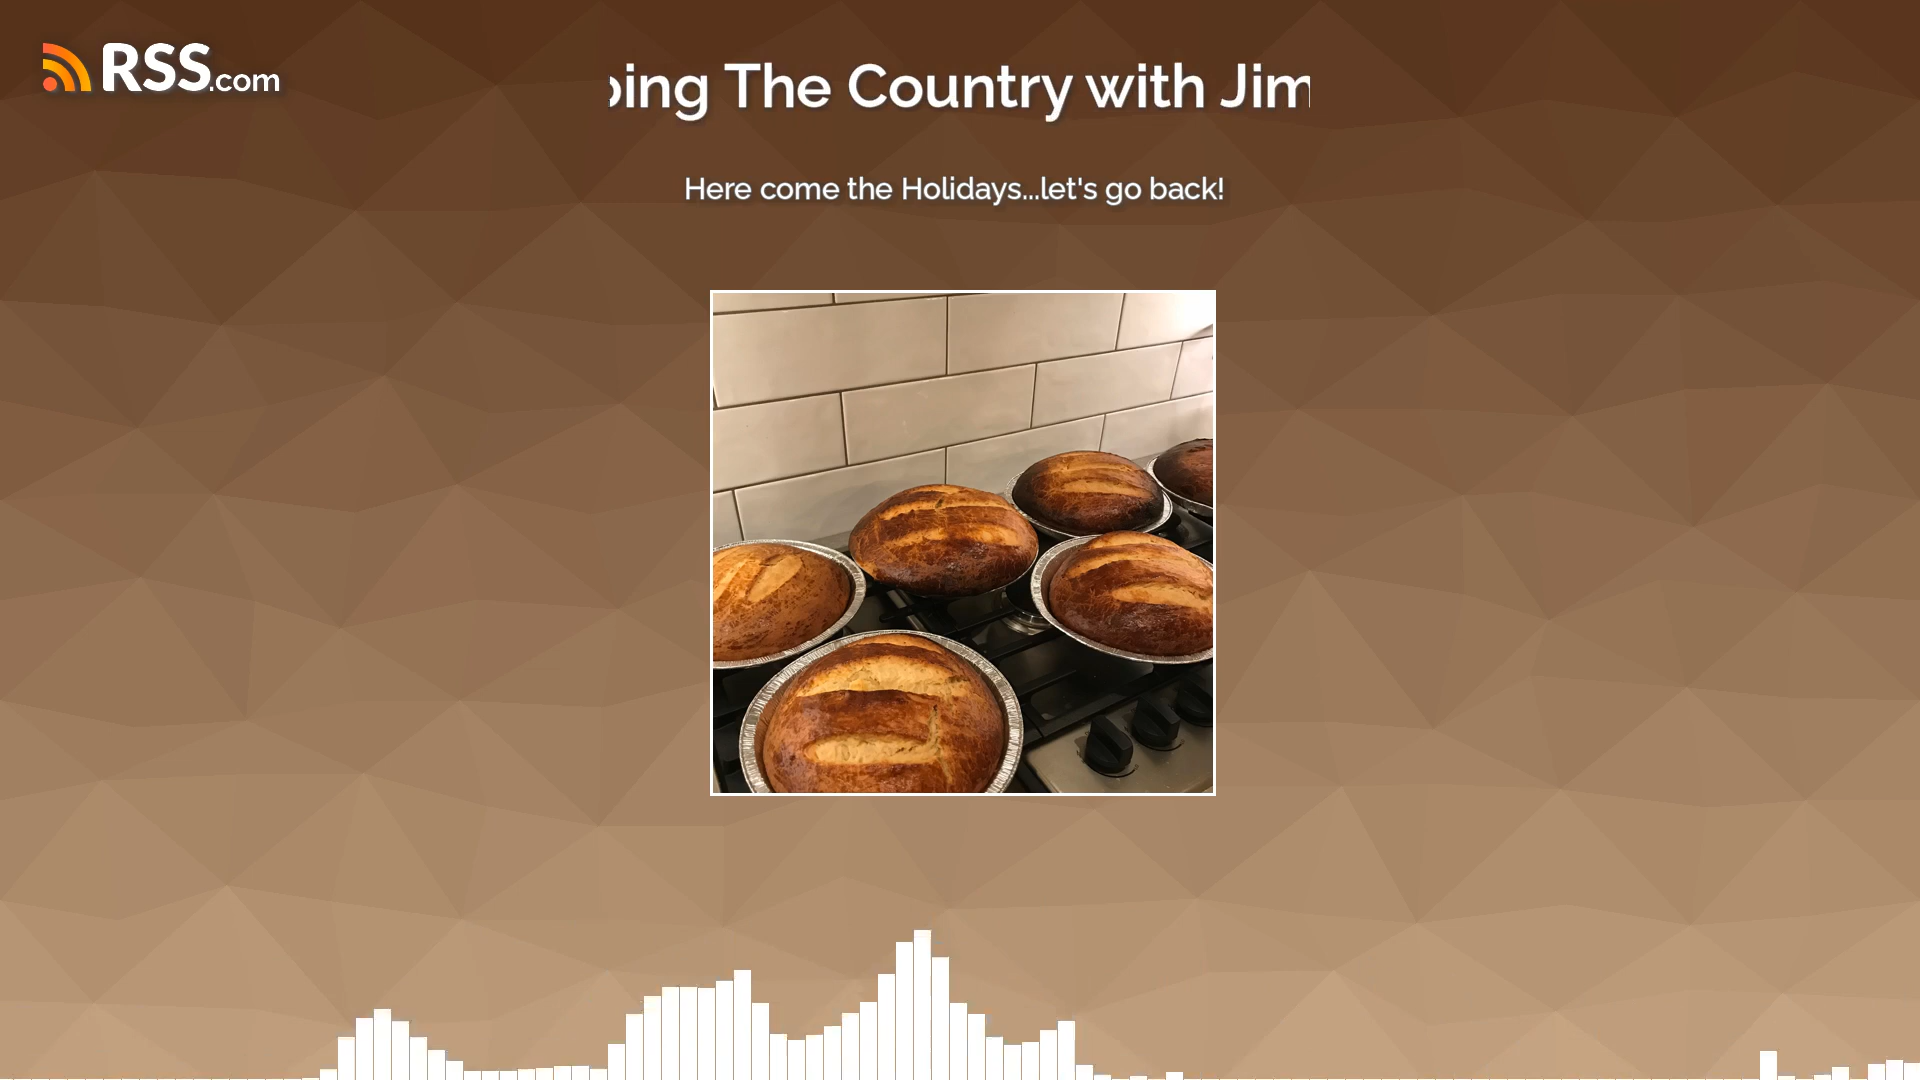 RSS.com
ing The Country with Jim
Here come the Holidays...let's go back!